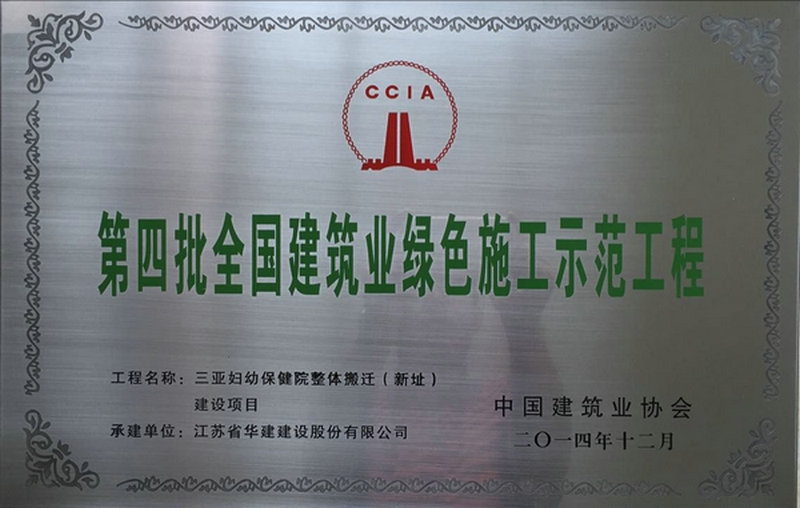 CCIA
第四批全国建筑业绿色施工示范工程
工程名称：三亚妇幼保健院整体搬迁（新址）
建设项目
承建单位：江苏省华建建设股份有限公司
中国建筑业协会
二〇一四年十二月